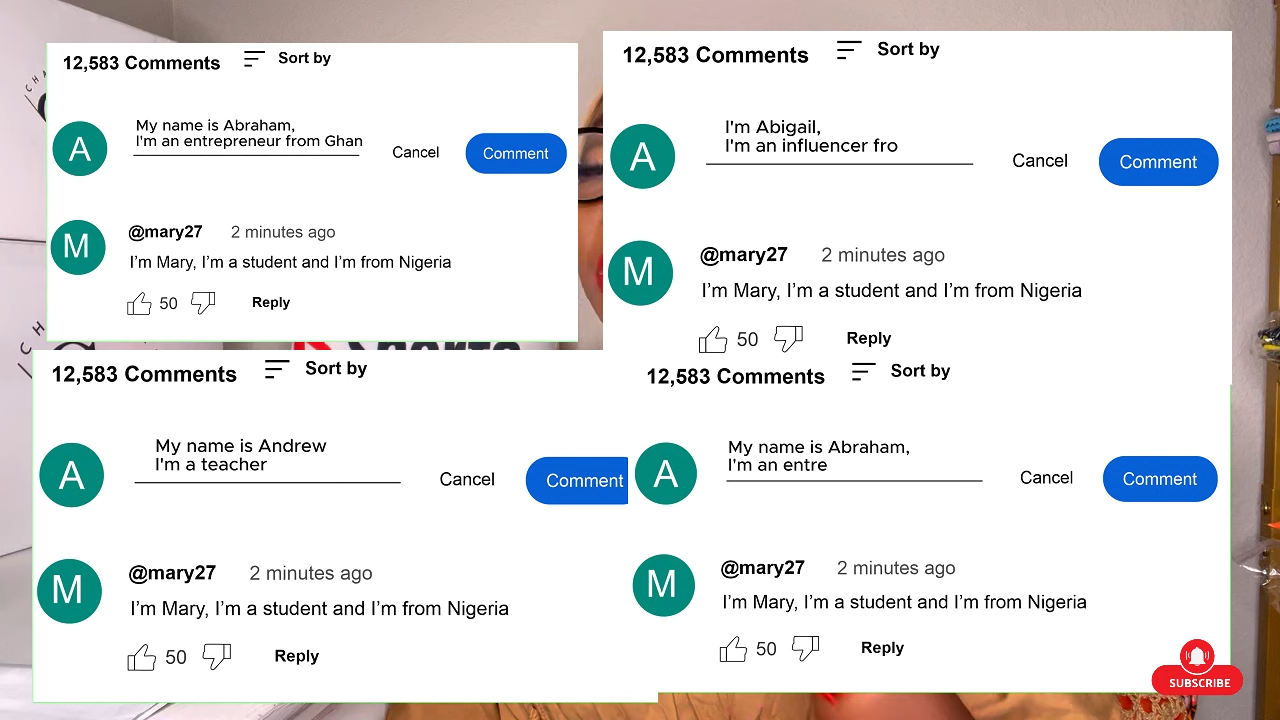 12,583 Comments Sort by
A
My name is Abraham,
I'm an entrepreneur from Ghan
Cancel Comment
M
@mary27 2 minutes ago
I'm Mary, I'm a student and I'm from Nigeria
50 Reply
12,583 Comments Sort by
A
I'm Abigail,
I'm an influencer fro
Cancel Comment
M
@mary27 2 minutes ago
I'm Mary, I'm a student and I'm from Nigeria
50 Reply
12,583 Comments Sort by
A
My name is Andrew
I'm a teacher
Cancel Comment
M
@mary27 2 minutes ago
I'm Mary, I'm a student and I'm from Nigeria
50 Reply
12,583 Comments Sort by
A
My name is Abraham,
I'm an entre
Cancel Comment
M
@mary27 2 minutes ago
I'm Mary, I'm a student and I'm from Nigeria
50 Reply
SUBSCRIBE